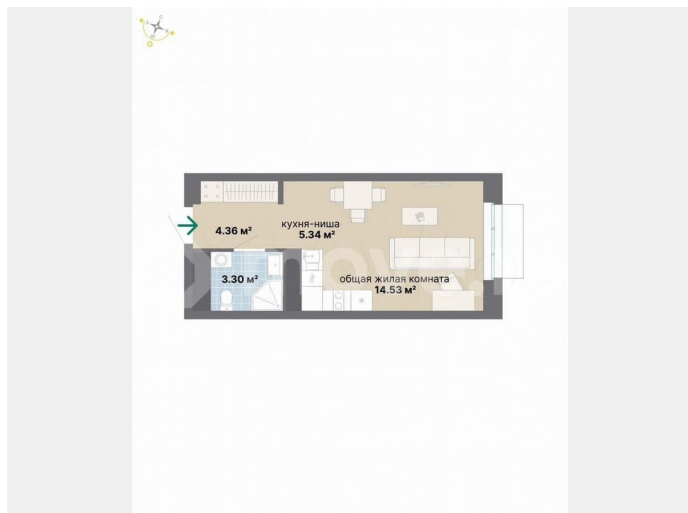 4.36 м²
кухня-ниша
5.34 м²
3.30 м²
общая жилая комната
14.53 м²